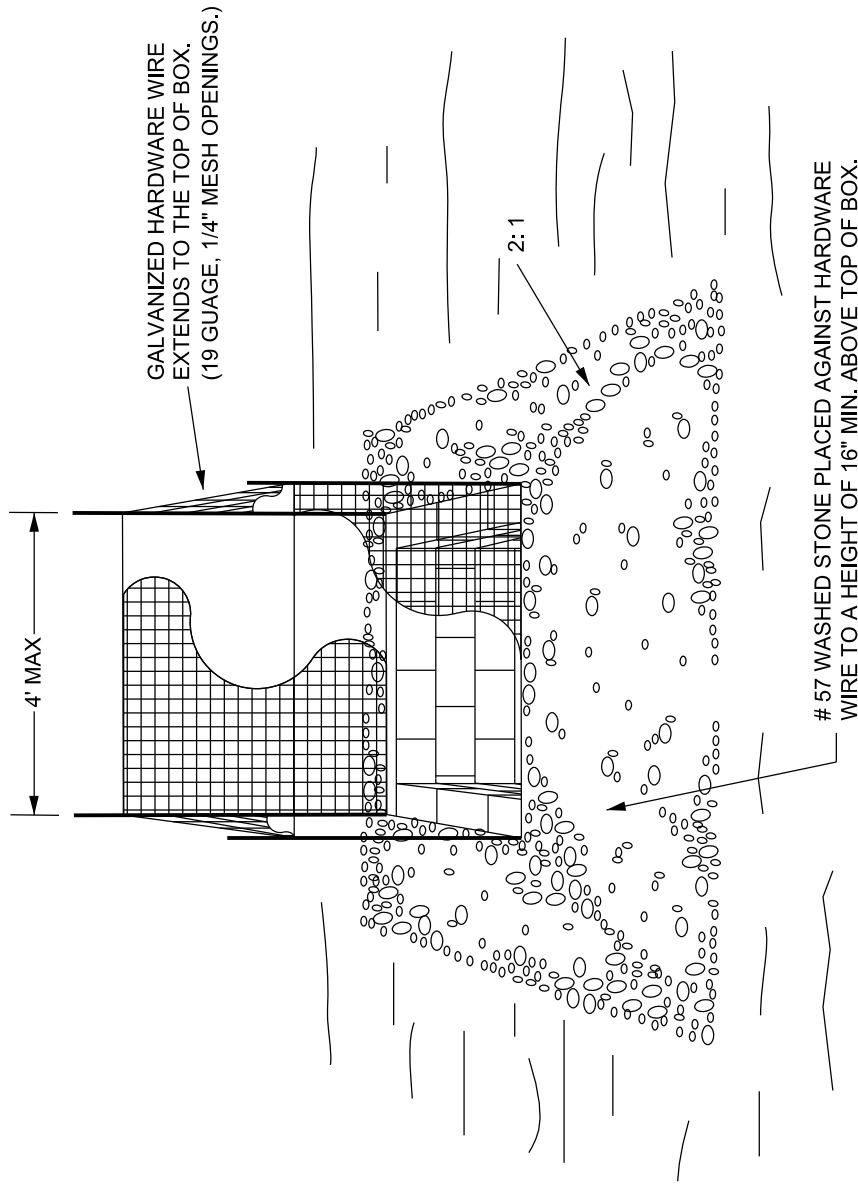 GALVANIZED HARDWARE WIRE
EXTENDS TO THE TOP OF BOX.
(19 GUAGE, 1/4" MESH OPENINGS.)
4' MAX
2: 1
# 57 WASHED STONE PLACED AGAINST HARDWARE
WIRE TO A HEIGHT OF 16" MIN. ABOVE TOP OF BOX.